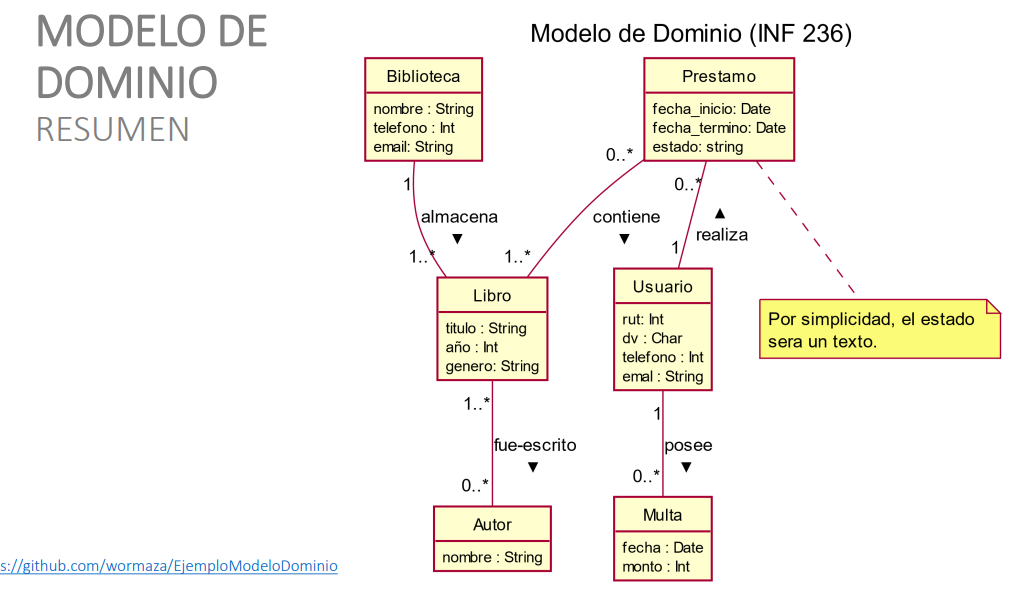 MODELO DE
DOMINIO
RESUMEN
Modelo de Dominio (INF 236)
Biblioteca
nombre : String
telefono : Int
email: String
Prestamo
fecha_inicio: Date
fecha_termino: Date
estado: string
1
almacena
▼
1..*
0..*
contiene
▼
1..*
0..*
▲
realiza
1
Libro
titulo : String
año : Int
genero: String
Usuario
rut: Int
dv : Char
telefono : Int
emal : String
Por simplicidad, el estado
sera un texto.
1..*
fue-escrito
▼
0..*
1
posee
▼
0..*
Autor
nombre : String
Multa
fecha : Date
monto : Int
s://github.com/wormaza/EjemploModeloDominio